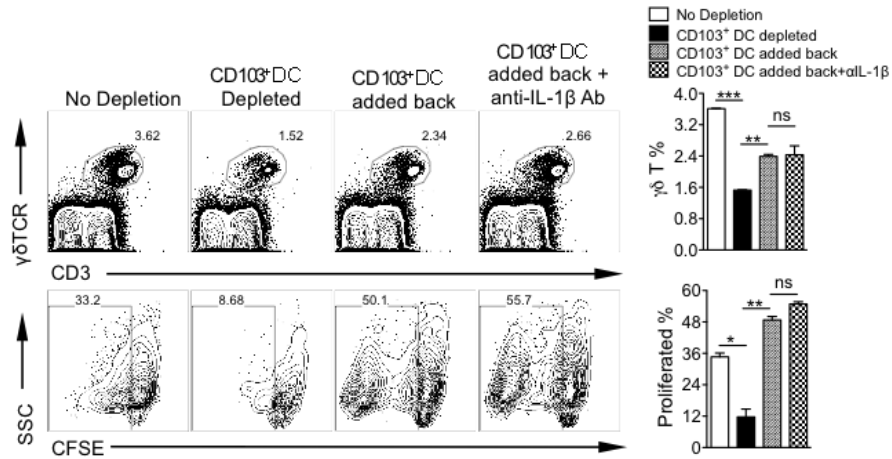 No Depletion
CD103⁺ DC
Depleted
CD103⁺ DC
added back
CD103⁺ DC
added back +
anti-IL-1β Ab
3.62
1.52
2.34
2.66
γδTCR
CD3
33.2
8.68
50.1
55.7
SSC
CFSE
No Depletion
CD103⁺ DC depleted
CD103⁺ DC added back
CD103⁺ DC added back+αIL-1β
γδ T %
4.0
3.2
2.4
1.6
0.8
0.0
***
**
ns
Proliferated %
60
48
36
24
12
0
*
**
ns